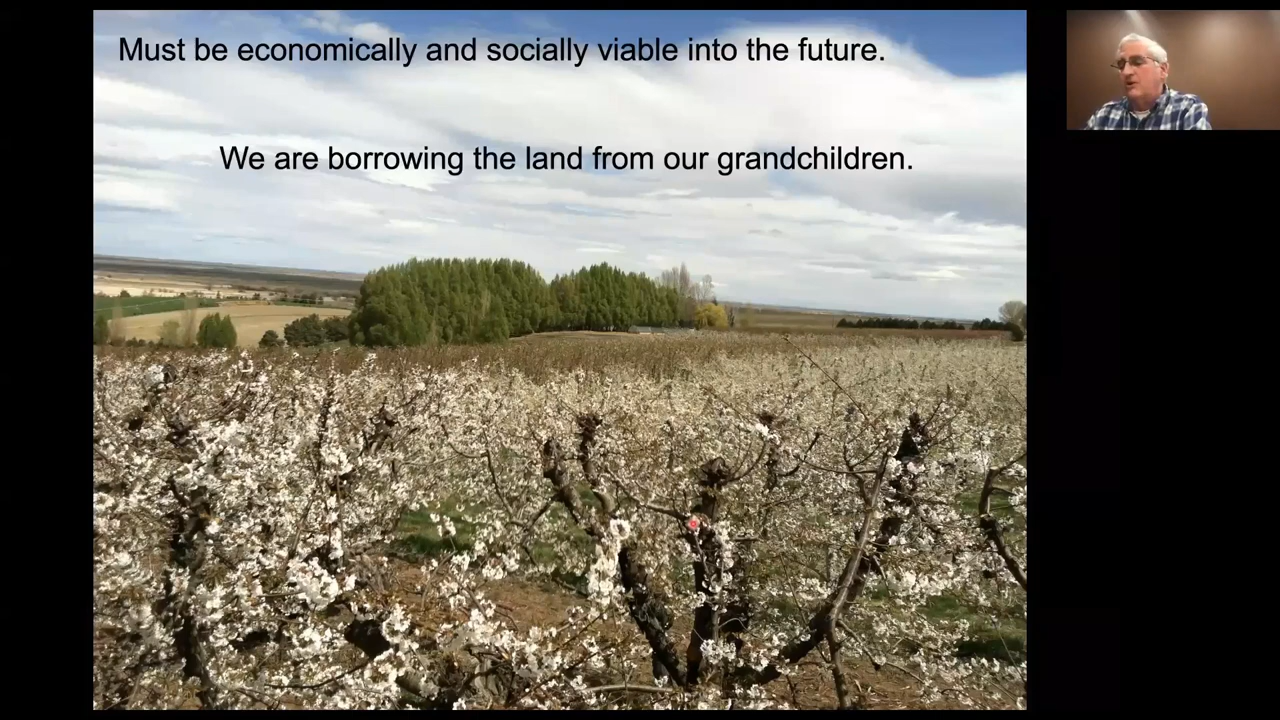 Must be economically and socially viable into the future.
We are borrowing the land from our grandchildren.